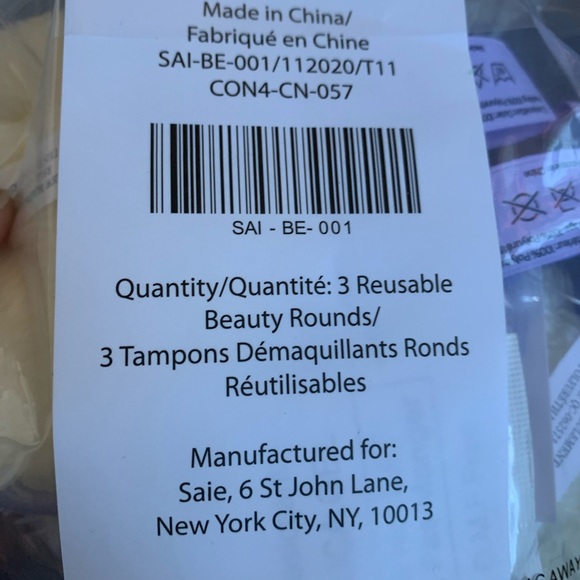 Made in China/
Fabriqué en Chine
SAI-BE-001/112020/T11
CON4-CN-057
SAI - BE- 001
Quantity/Quantité: 3 Reusable
Beauty Rounds/
3 Tampons Démaquillants Ronds
Réutilisables
Manufactured for:
Saie, 6 St John Lane,
New York City, NY, 10013
AWAY